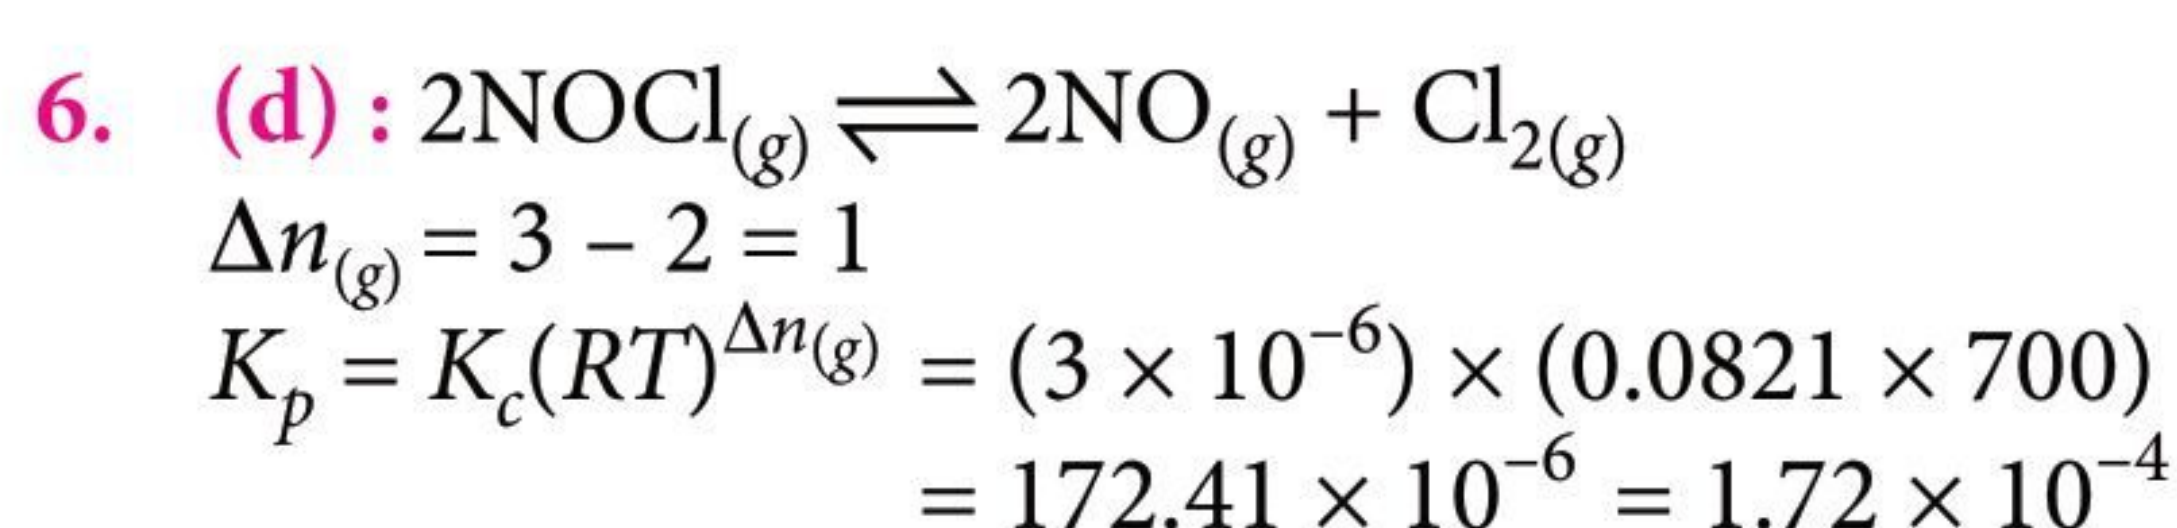 6. (d) : 2NOCl(g) ⇌ 2NO(g) + Cl2(g)
Δn(g) = 3 – 2 = 1
Kp = Kc(RT)^Δn(g) = (3 × 10^–6) × (0.0821 × 700)
= 172.41 × 10^–6 = 1.72 × 10^–4